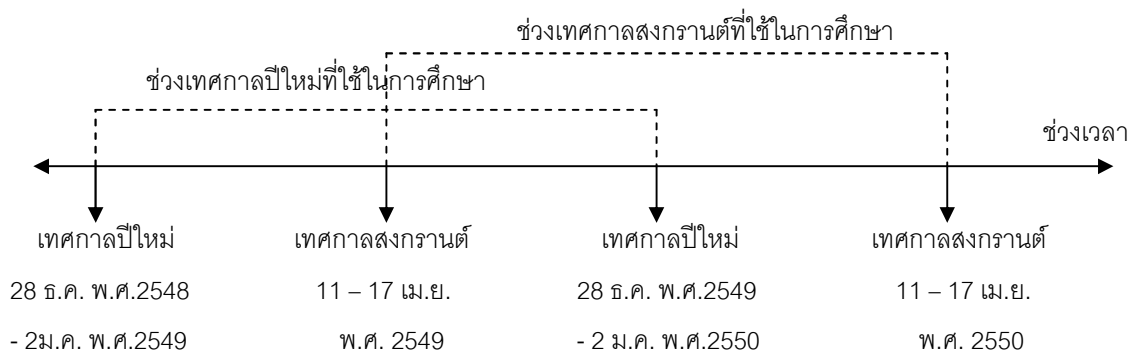 ช่วงเทศกาลสงกรานต์ที่ใช้ในการศึกษา
ช่วงเทศกาลปีใหม่ที่ใช้ในการศึกษา
ช่วงเวลา
เทศกาลปีใหม่ เทศกาลสงกรานต์ เทศกาลปีใหม่ เทศกาลสงกรานต์
28 ธ.ค. พ.ศ.2548 11 – 17 เม.ย. 28 ธ.ค. พ.ศ.2549 11 – 17 เม.ย.
- 2ม.ค. พ.ศ.2549 พ.ศ. 2549 - 2 ม.ค. พ.ศ.2550 พ.ศ. 2550